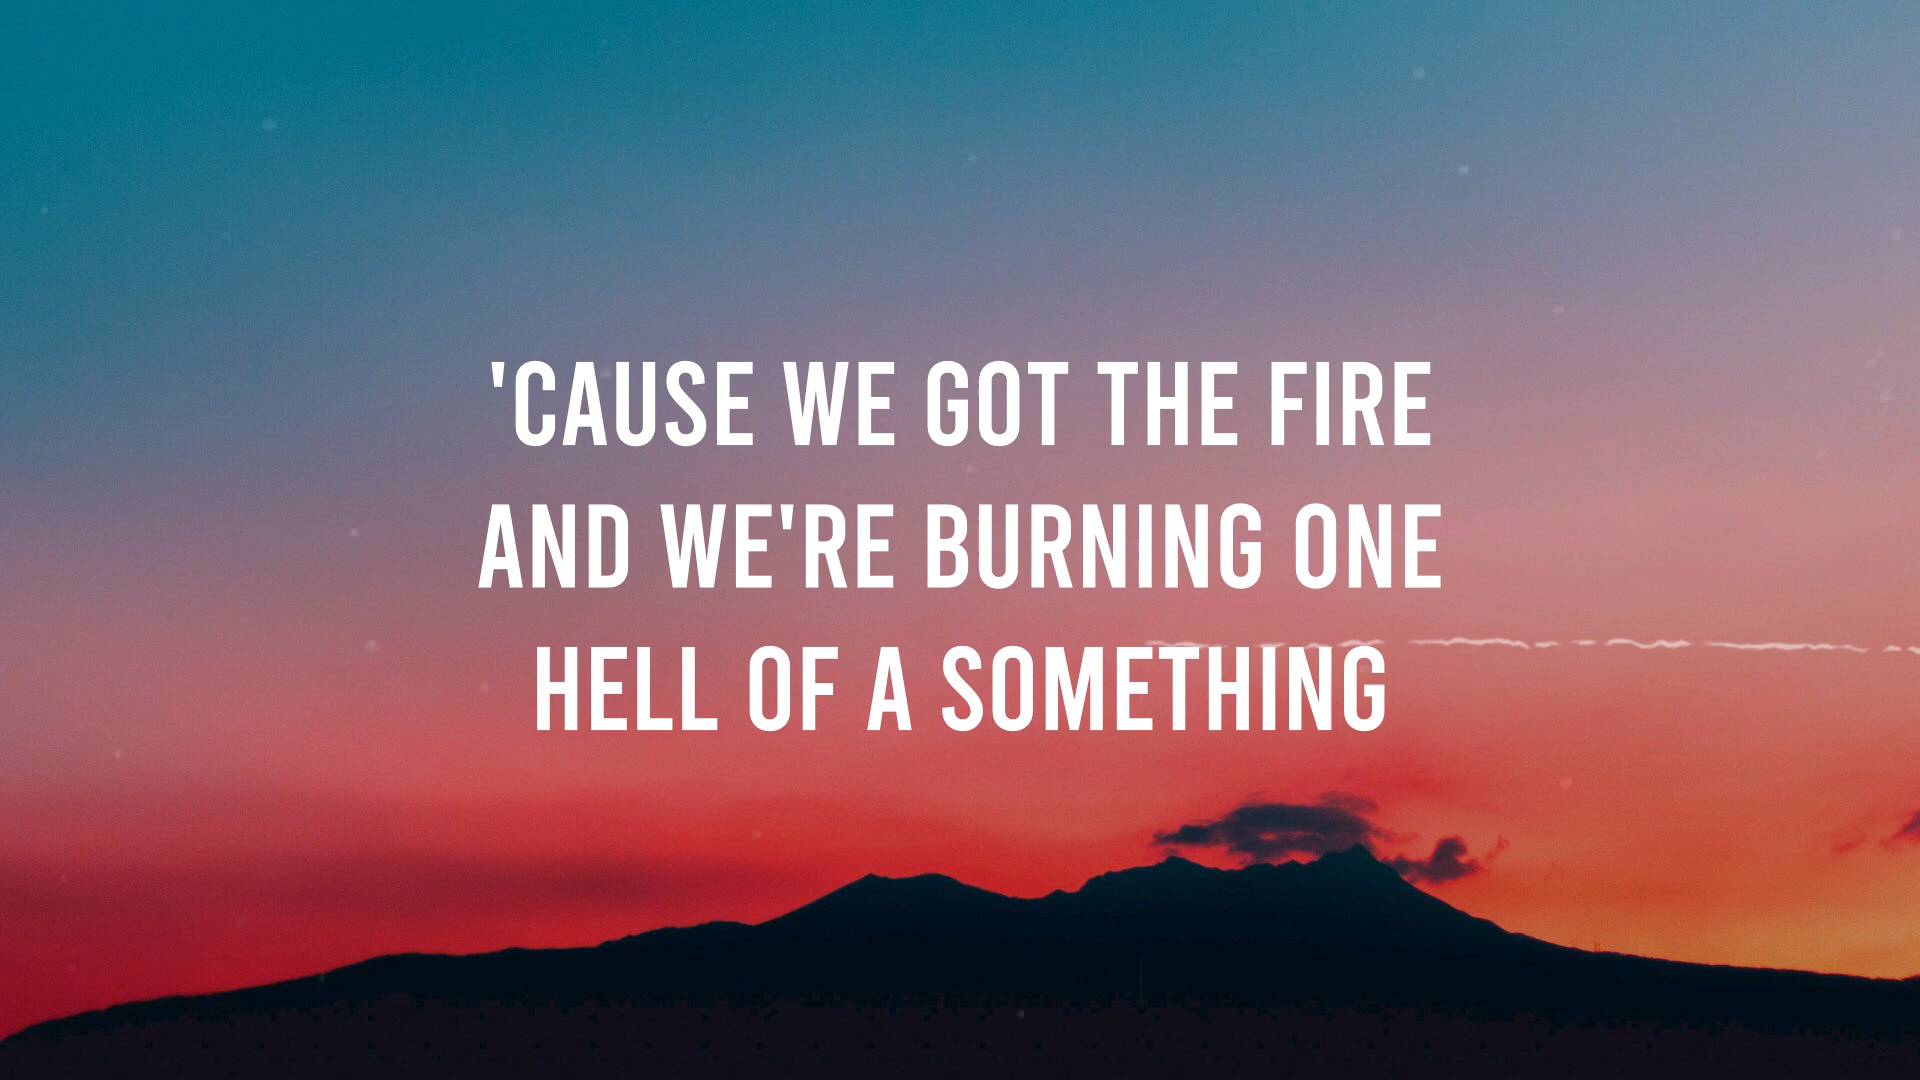 'CAUSE WE GOT THE FIRE
AND WE'RE BURNING ONE
HELL OF A SOMETHING